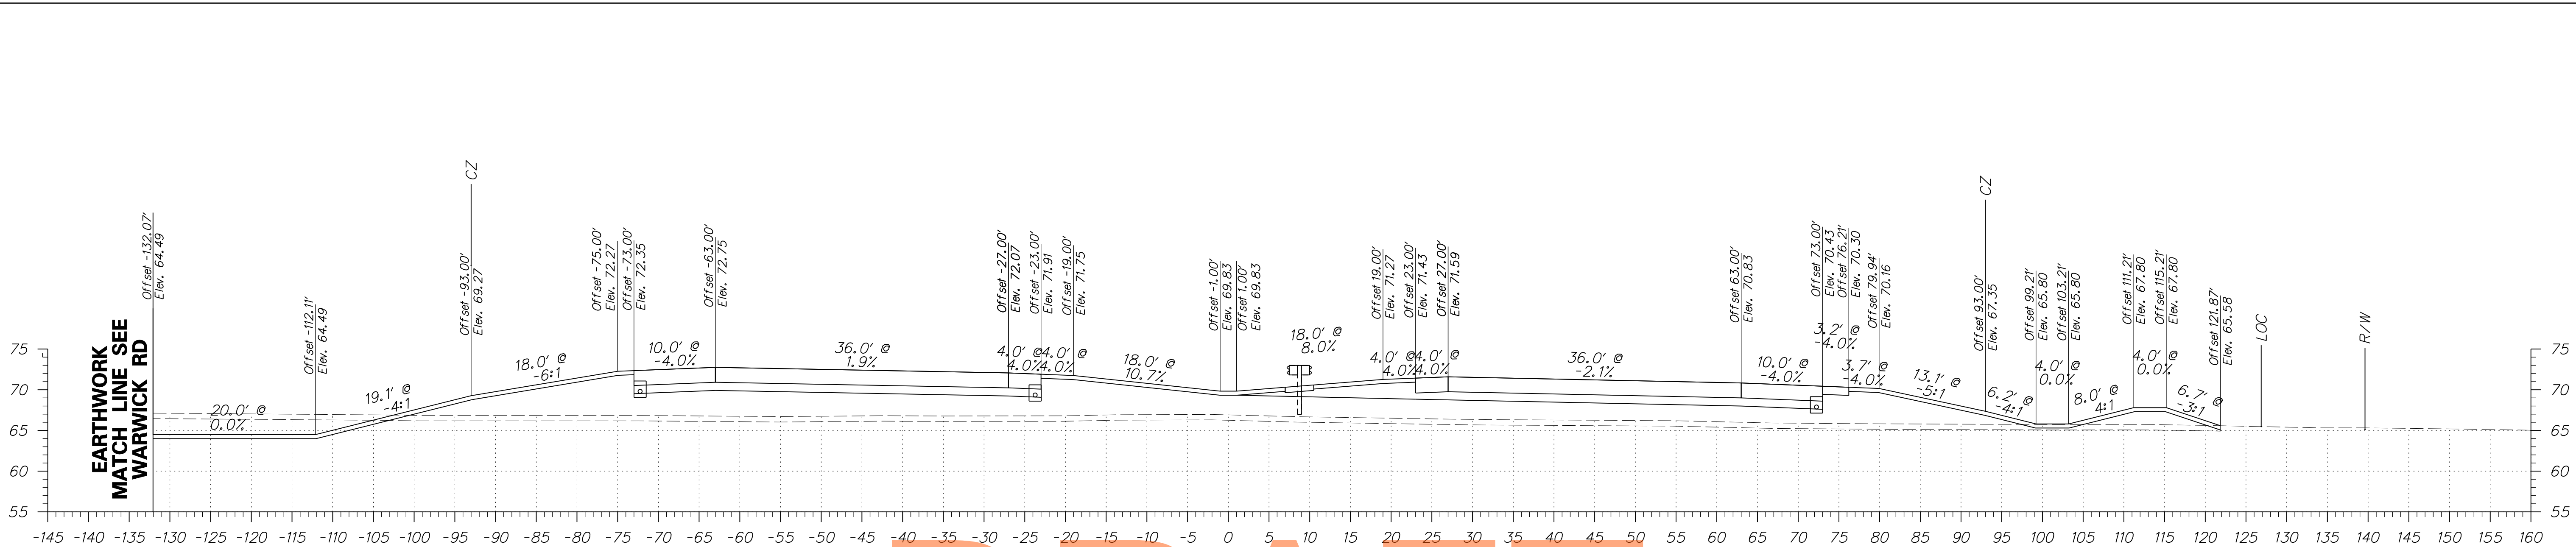 CZ
CZ
Offset -132.07'
Elev. 64.49
Offset -112.11'
Elev. 64.49
Offset -93.00'
Elev. 69.27
Offset -75.00'
Elev. 72.27
Offset -73.00'
Elev. 72.35
Offset -63.00'
Elev. 72.75
Offset -27.00'
Elev. 72.07
Offset -23.00'
Elev. 71.91
Offset -19.00'
Elev. 71.75
Offset -1.00'
Elev. 69.83
Offset 1.00'
Elev. 69.83
Offset 19.00'
Elev. 71.27
Offset 23.00'
Elev. 71.43
Offset 27.00'
Elev. 71.59
Offset 63.00'
Elev. 70.83
Offset 73.00'
Elev. 70.43
Offset 76.21'
Elev. 70.30
Offset 79.94'
Elev. 70.16
Offset 93.00'
Elev. 67.35
Offset 99.21'
Elev. 65.80
Offset 103.21'
Elev. 65.80
Offset 111.21'
Elev. 67.80
Offset 115.21'
Elev. 67.80
Offset 121.87'
Elev. 65.58
LOC
R/W
EARTHWORK
MATCH LINE SEE
WARWICK RD
20.0' @
0.0%
19.1' @
-4:1
18.0' @
-6:1
10.0' @
-4.0%
36.0' @
1.9%
4.0' @
4.0%
4.0' @
4.0%
18.0' @
10.7%
18.0' @
8.0%
4.0' @
4.0%
4.0' @
4.0%
36.0' @
-2.1%
10.0' @
-4.0%
3.2' @
-4.0%
3.7' @
-4.0%
13.1' @
-5:1
6.2' @
-4:1
4.0' @
0.0%
8.0' @
4:1
4.0' @
0.0%
6.7' @
-3:1
75
70
65
60
55
75
70
65
60
55
-145 -140 -135 -130 -125 -120 -115 -110 -105 -100 -95 -90 -85 -80 -75 -70 -65 -60 -55 -50 -45 -40 -35 -30 -25 -20 -15 -10 -5 0 5 10 15 20 25 30 35 40 45 50 55 60 65 70 75 80 85 90 95 100 105 110 115 120 125 130 135 140 145 150 155 160